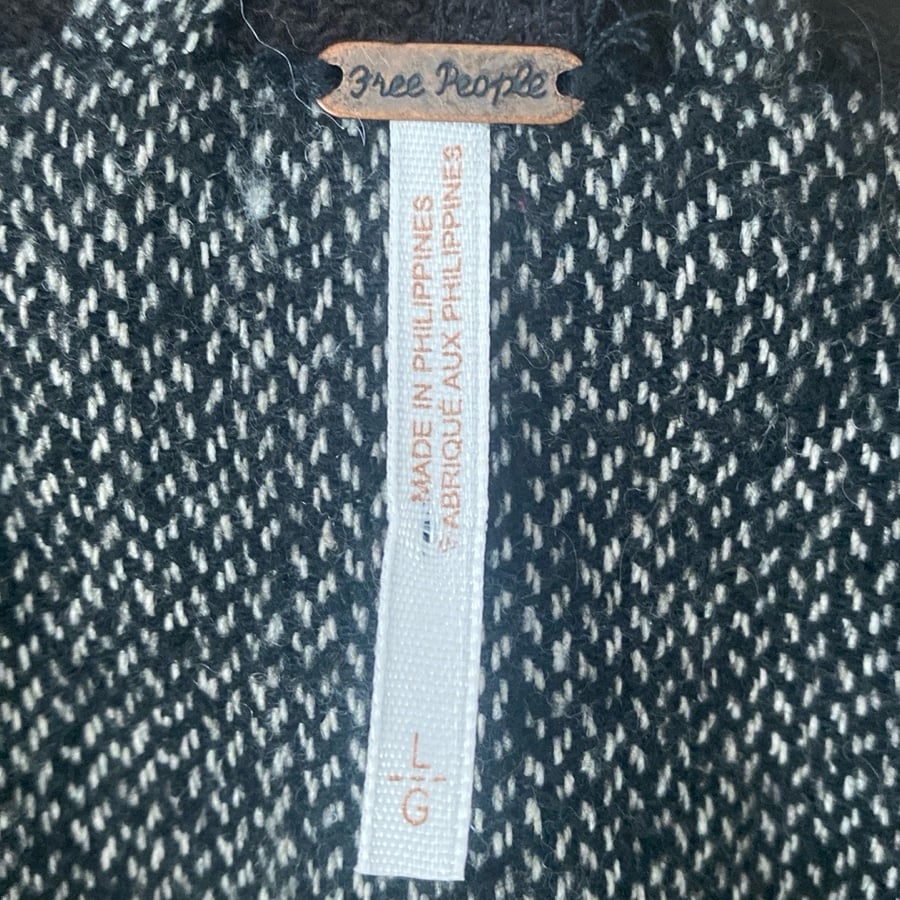 Free People
MADE IN PHILIPPINES
FABRIQUÉ AUX PHILIPPINES